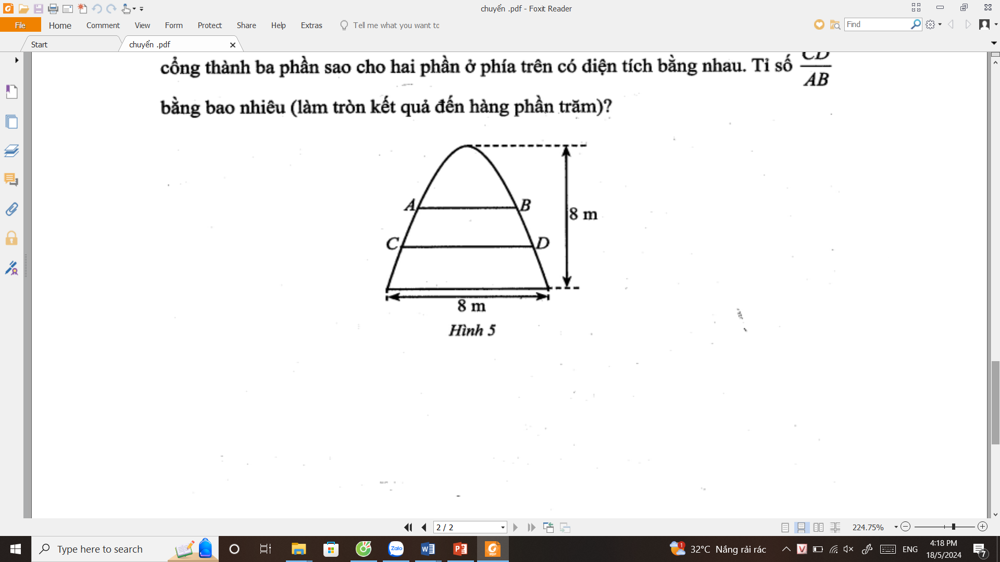 chuyển .pdf - Foxit Reader
File Home Comment View Form Protect Share Help Extras Tell me what you want to
Find
Start chuyển .pdf
CD
cổng thành ba phần sao cho hai phần ở phía trên có diện tích bằng nhau. Tỉ số
AB
bằng bao nhiêu (làm tròn kết quả đến hàng phần trăm)?
A B
8 m
C D
8 m
Hình 5
2 / 2
224.75%
Type here to search
Zalo
32°C Nắng rải rác
ENG
4:18 PM
18/5/2024
7